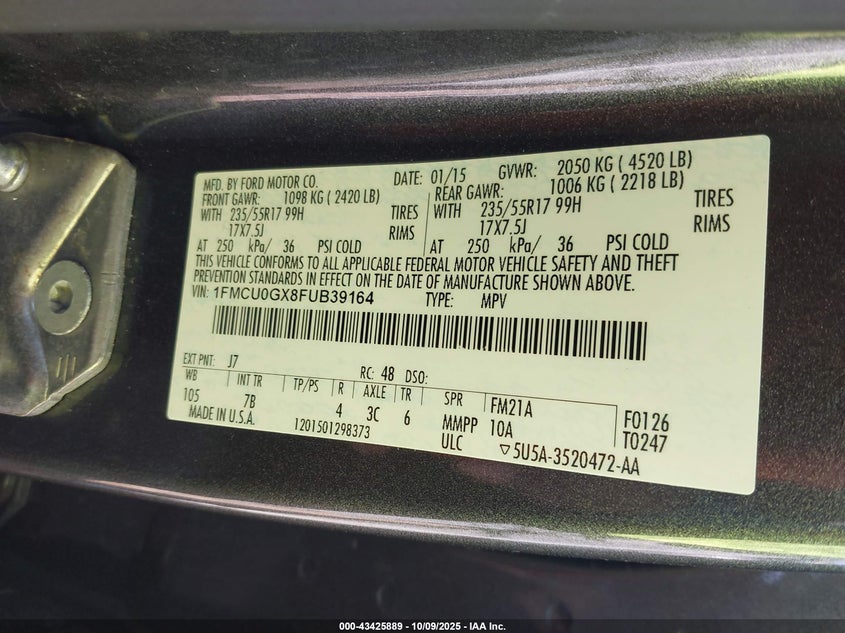 MFD. BY FORD MOTOR CO. DATE: 01/15 GVWR: 2050 KG ( 4520 LB)
FRONT GAWR: 1098 KG ( 2420 LB) REAR GAWR: 1006 KG ( 2218 LB)
WITH 235/55R17 99H TIRES WITH 235/55R17 99H TIRES
17X7.5J RIMS 17X7.5J RIMS
AT 250 kPa/ 36 PSI COLD AT 250 kPa/ 36 PSI COLD
THIS VEHICLE CONFORMS TO ALL APPLICABLE FEDERAL MOTOR VEHICLE SAFETY AND THEFT
PREVENTION STANDARDS IN EFFECT ON THE DATE OF MANUFACTURE SHOWN ABOVE.
VIN: 1FMCU0GX8FUB39164 TYPE: MPV
EXT PNT: J7 RC: 48 DSO:
WB INT TR TP/PS R AXLE TR SPR FM21A F0126
105 7B 4 3C 6 MMPP 10A T0247
MADE IN U.S.A. 1201501298373 ULC ▽5U5A-3520472-AA
000-43425889 - 10/09/2025 - IAA Inc.